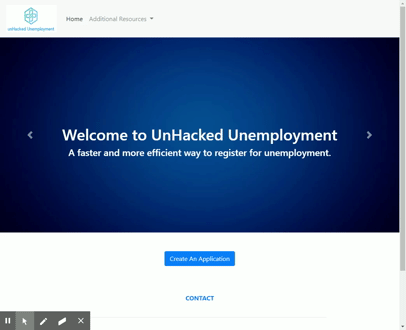 unHacked Unemployment
Home
Additional Resources
Welcome to UnHacked Unemployment
A faster and more efficient way to register for unemployment.
Create An Application
CONTACT